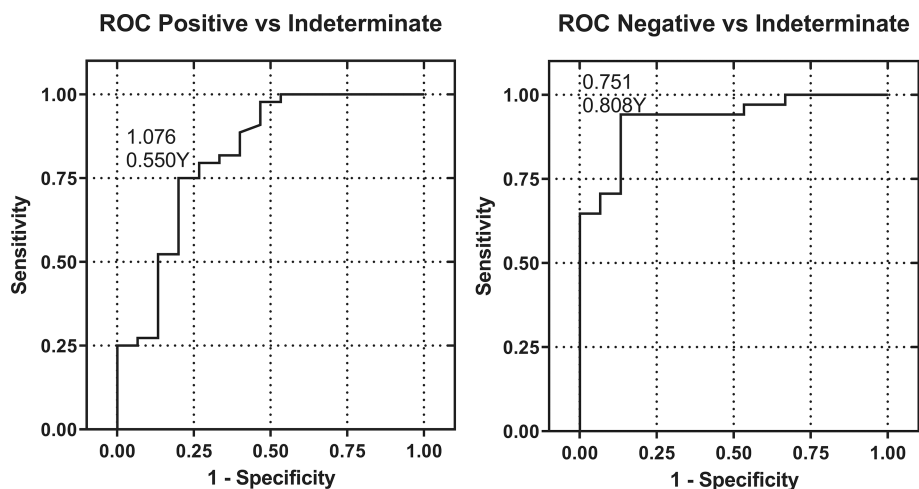 ROC Positive vs Indeterminate
1.00
0.75
0.50
0.25
0.00
Sensitivity
1.076
0.550Y
0.00 0.25 0.50 0.75 1.00
1 - Specificity
ROC Negative vs Indeterminate
1.00
0.75
0.50
0.25
0.00
Sensitivity
0.751
0.808Y
0.00 0.25 0.50 0.75 1.00
1 - Specificity